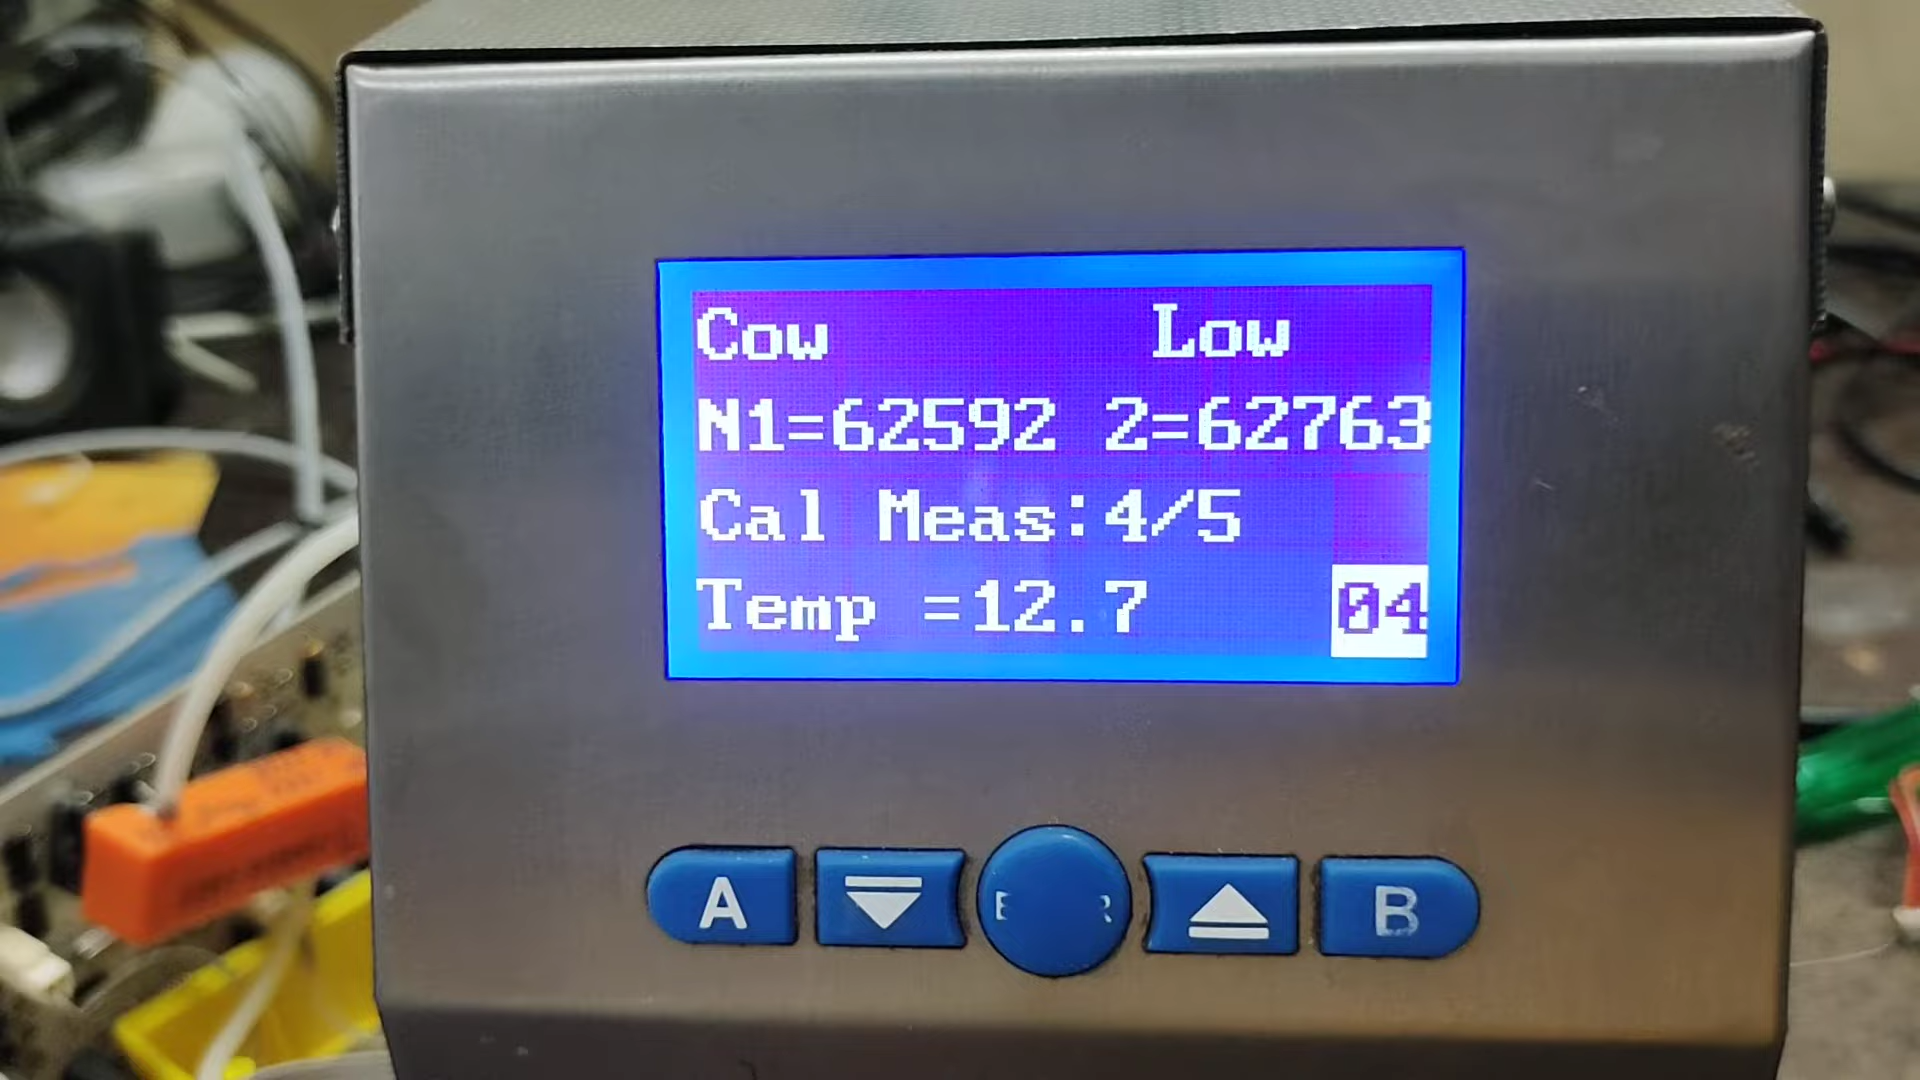 Cow Low
N1=62592 2=62763
Cal Meas:4/5
Temp =12.7 04
A B